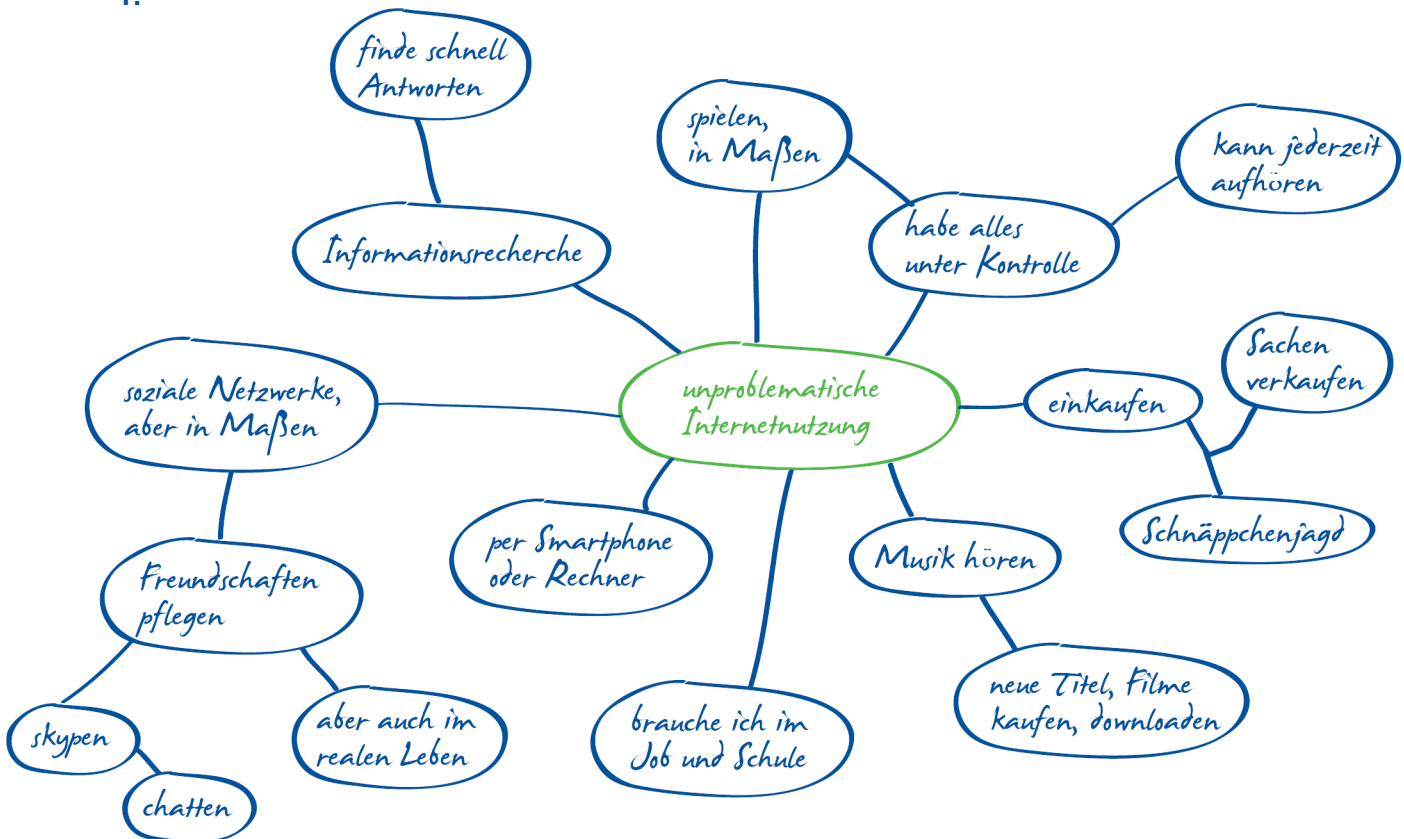 finde schnell
Antworten
spielen,
in Maßen
kann jederzeit
aufhören
habe alles
unter Kontrolle
Informationsrecherche
Sachen
verkaufen
soziale Netzwerke,
aber in Maßen
unproblematische
Internetnutzung
einkaufen
Schnäppchenjagd
per Smartphone
oder Rechner
Musik hören
Freundschaften
pflegen
neue Titel, Filme
kaufen, downloaden
aber auch im
realen Leben
brauche ich im
Job und Schule
skypen
chatten